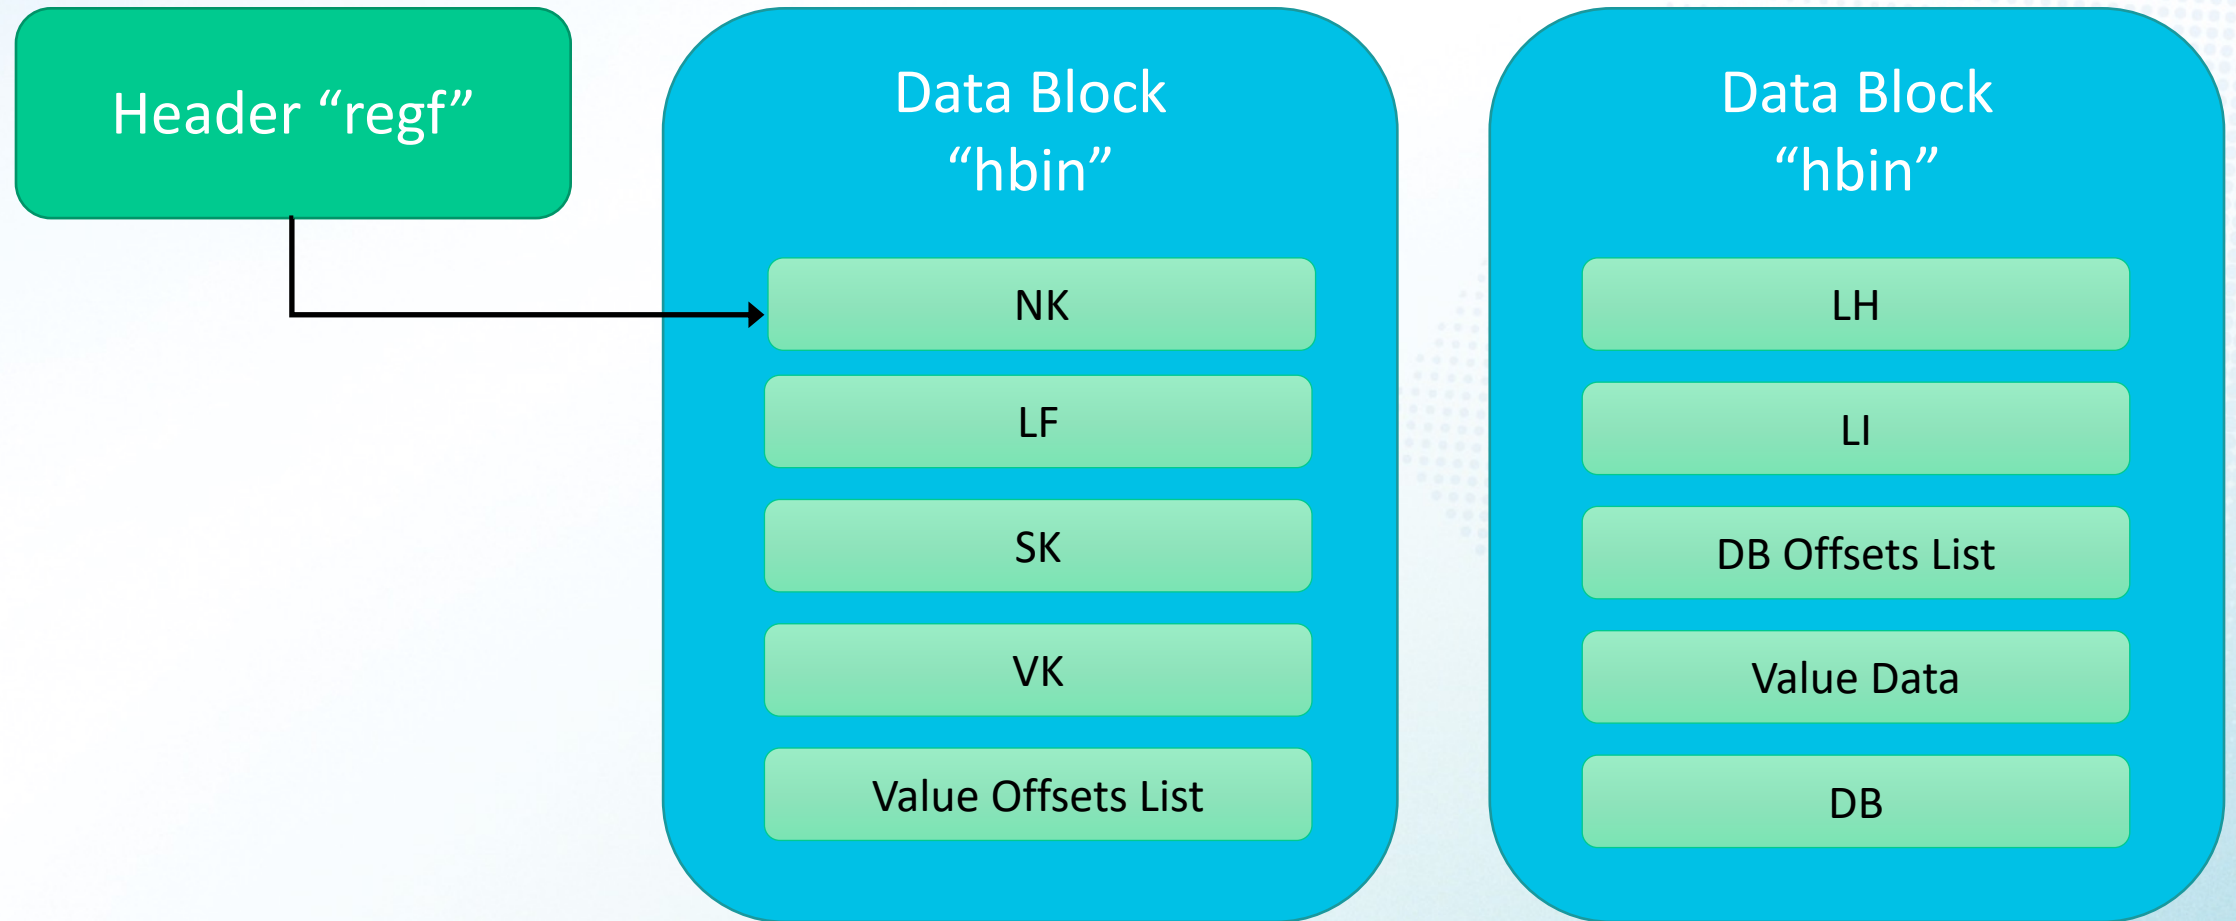 Header “regf”
Data Block
“hbin”
NK
LF
SK
VK
Value Offsets List
Data Block
“hbin”
LH
LI
DB Offsets List
Value Data
DB